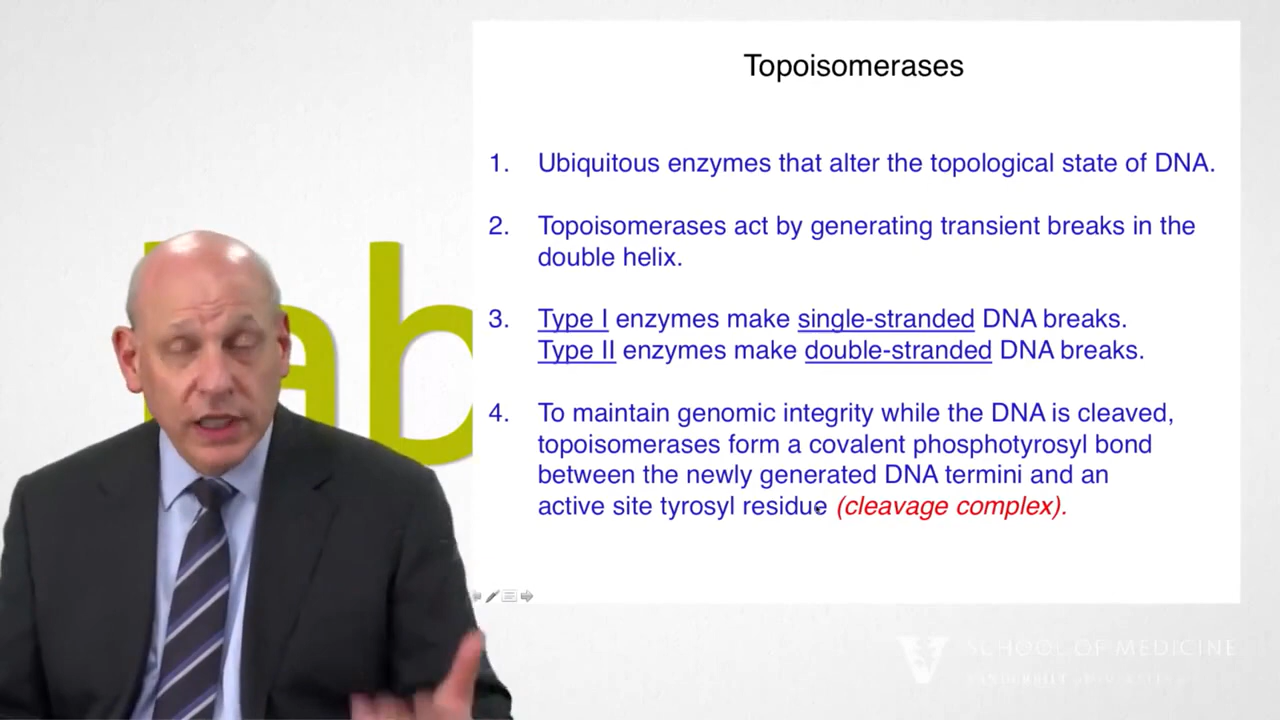 Topoisomerases
1. Ubiquitous enzymes that alter the topological state of DNA.
2. Topoisomerases act by generating transient breaks in the
double helix.
3. Type I enzymes make single-stranded DNA breaks.
Type II enzymes make double-stranded DNA breaks.
4. To maintain genomic integrity while the DNA is cleaved,
topoisomerases form a covalent phosphotyrosyl bond
between the newly generated DNA termini and an
active site tyrosyl residue (cleavage complex).
lab
V SCHOOL OF MEDICINE
VANDERBILT UNIVERSITY